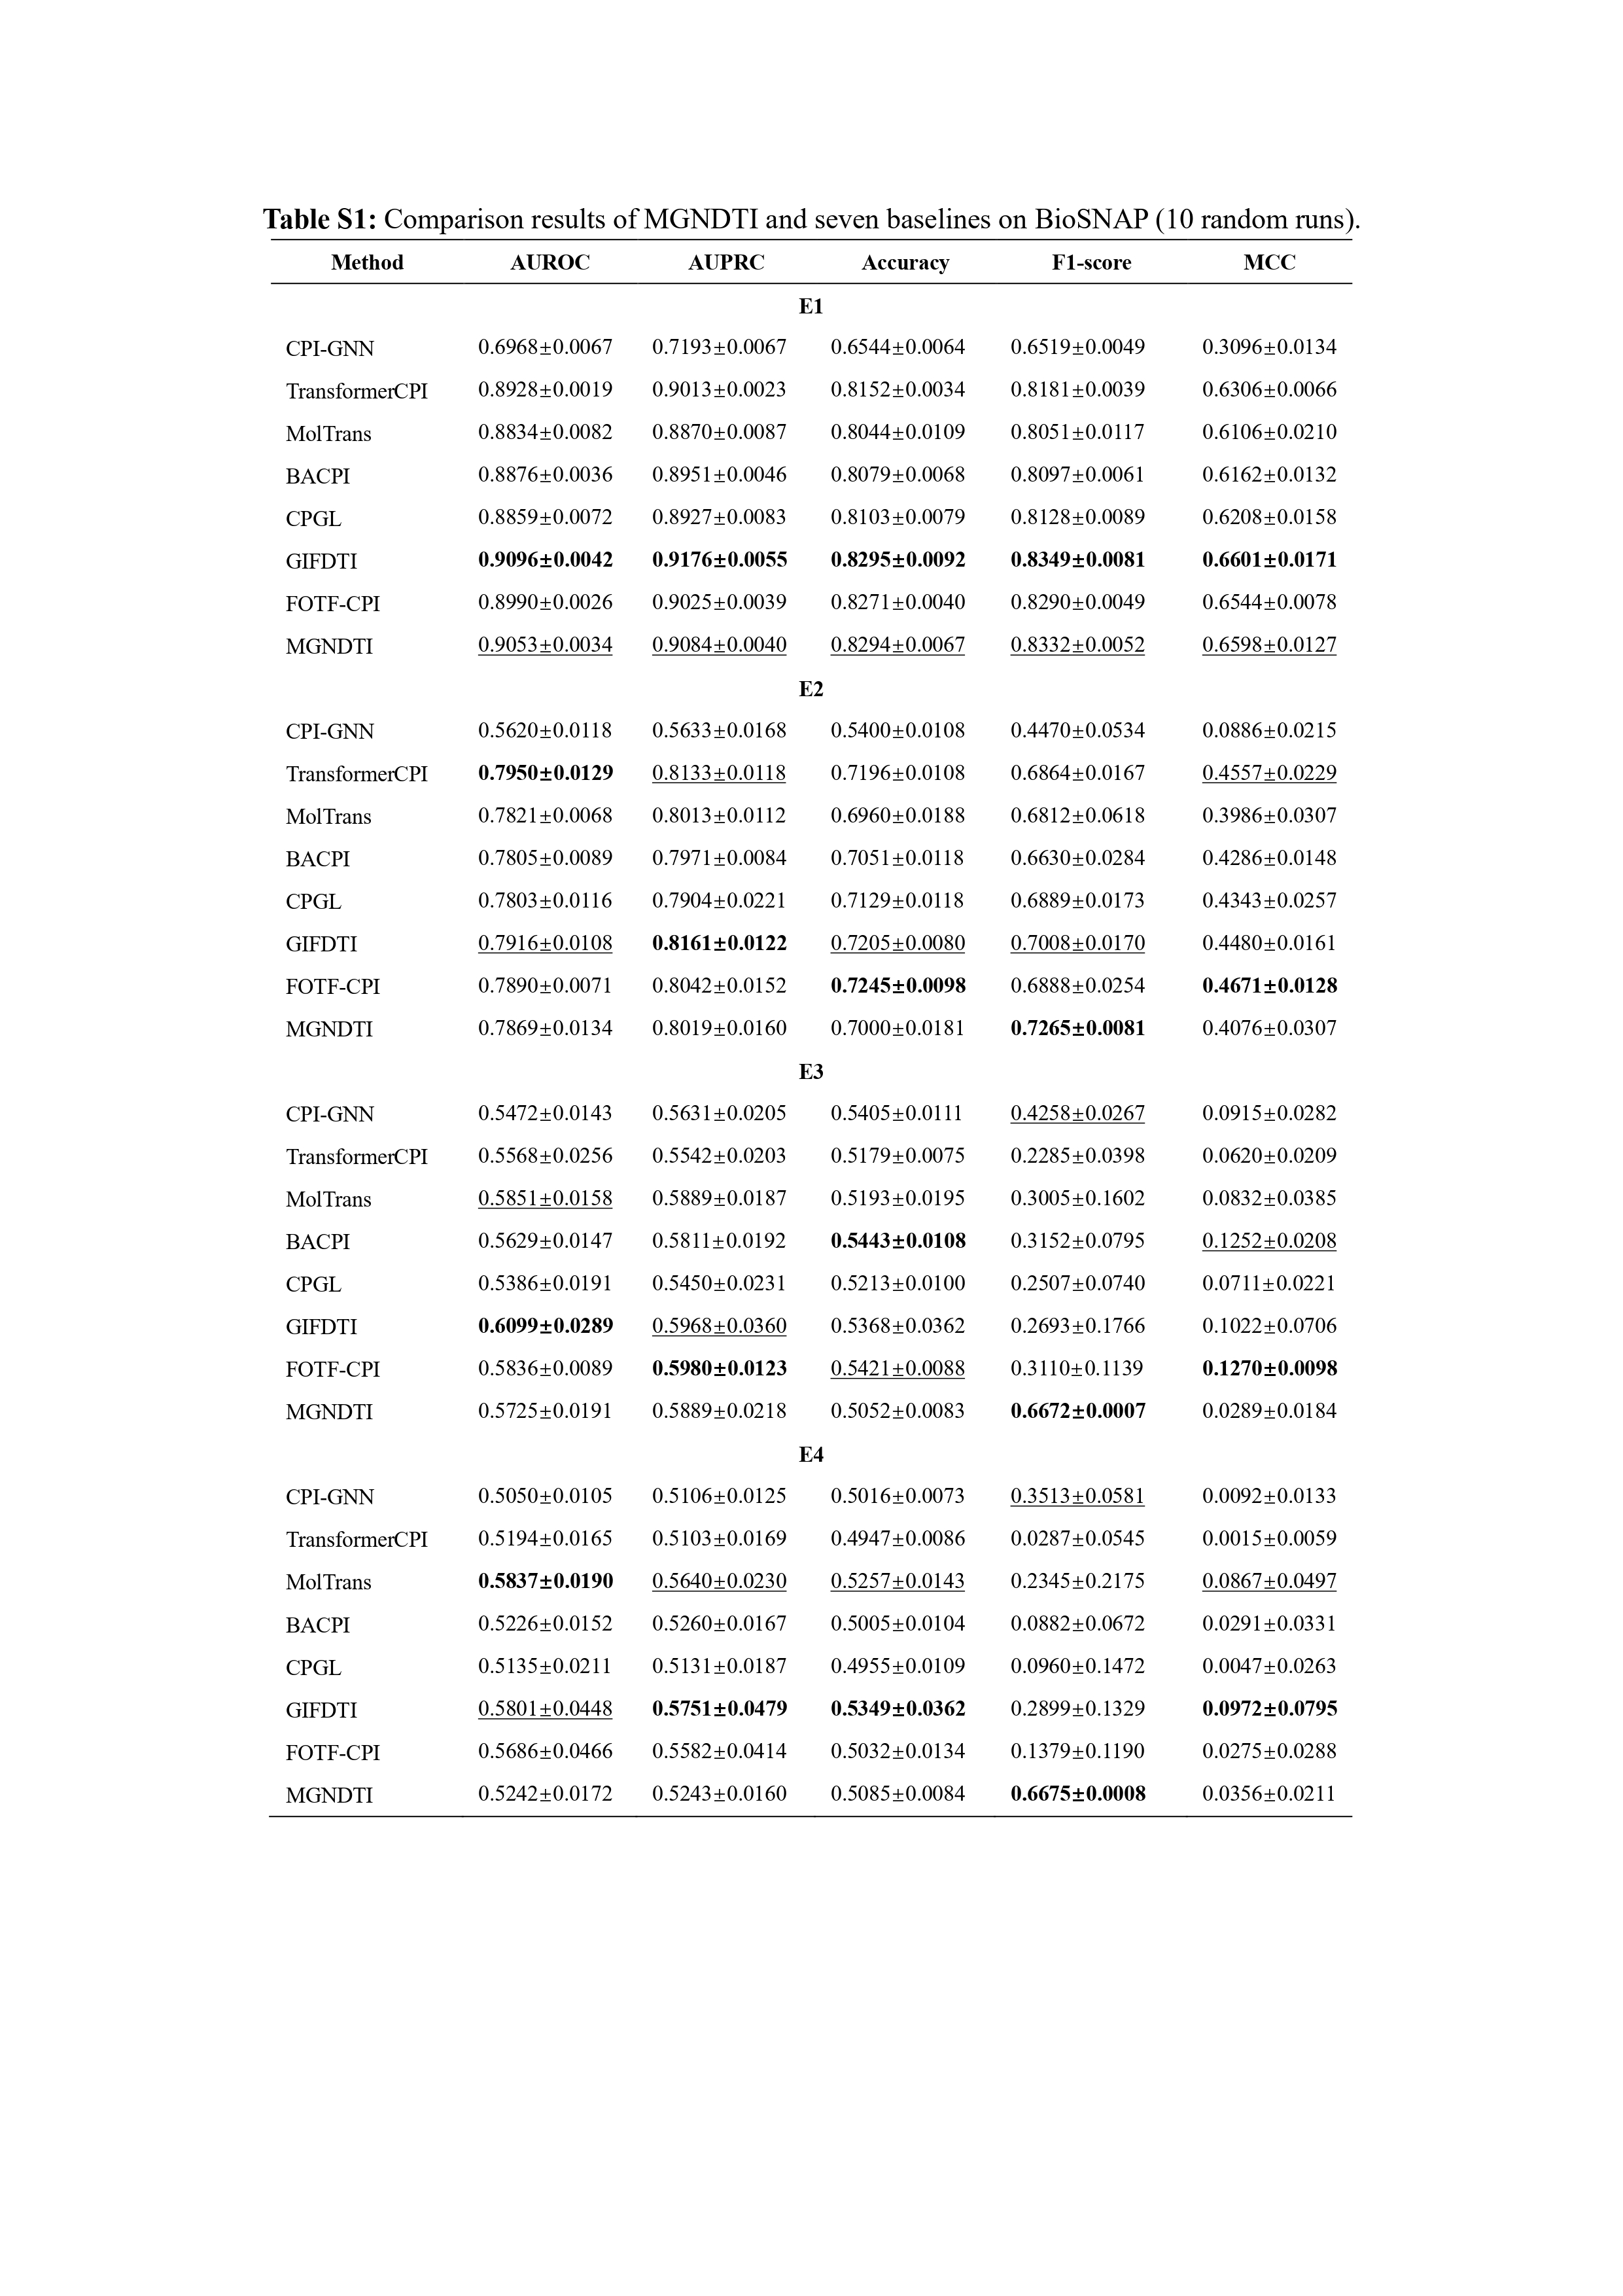 Table S1: Comparison results of MGNDTI and seven baselines on BioSNAP (10 random runs).
Method AUROC AUPRC Accuracy F1-score MCC
E1
CPI-GNN 0.6968±0.0067 0.7193±0.0067 0.6544±0.0064 0.6519±0.0049 0.3096±0.0134
TransformerCPI 0.8928±0.0019 0.9013±0.0023 0.8152±0.0034 0.8181±0.0039 0.6306±0.0066
MolTrans 0.8834±0.0082 0.8870±0.0087 0.8044±0.0109 0.8051±0.0117 0.6106±0.0210
BACPI 0.8876±0.0036 0.8951±0.0046 0.8079±0.0068 0.8097±0.0061 0.6162±0.0132
CPGL 0.8859±0.0072 0.8927±0.0083 0.8103±0.0079 0.8128±0.0089 0.6208±0.0158
GIFDTI 0.9096±0.0042 0.9176±0.0055 0.8295±0.0092 0.8349±0.0081 0.6601±0.0171
FOTF-CPI 0.8990±0.0026 0.9025±0.0039 0.8271±0.0040 0.8290±0.0049 0.6544±0.0078
MGNDTI 0.9053±0.0034 0.9084±0.0040 0.8294±0.0067 0.8332±0.0052 0.6598±0.0127
E2
CPI-GNN 0.5620±0.0118 0.5633±0.0168 0.5400±0.0108 0.4470±0.0534 0.0886±0.0215
TransformerCPI 0.7950±0.0129 0.8133±0.0118 0.7196±0.0108 0.6864±0.0167 0.4557±0.0229
MolTrans 0.7821±0.0068 0.8013±0.0112 0.6960±0.0188 0.6812±0.0618 0.3986±0.0307
BACPI 0.7805±0.0089 0.7971±0.0084 0.7051±0.0118 0.6630±0.0284 0.4286±0.0148
CPGL 0.7803±0.0116 0.7904±0.0221 0.7129±0.0118 0.6889±0.0173 0.4343±0.0257
GIFDTI 0.7916±0.0108 0.8161±0.0122 0.7205±0.0080 0.7008±0.0170 0.4480±0.0161
FOTF-CPI 0.7890±0.0071 0.8042±0.0152 0.7245±0.0098 0.6888±0.0254 0.4671±0.0128
MGNDTI 0.7869±0.0134 0.8019±0.0160 0.7000±0.0181 0.7265±0.0081 0.4076±0.0307
E3
CPI-GNN 0.5472±0.0143 0.5631±0.0205 0.5405±0.0111 0.4258±0.0267 0.0915±0.0282
TransformerCPI 0.5568±0.0256 0.5542±0.0203 0.5179±0.0075 0.2285±0.0398 0.0620±0.0209
MolTrans 0.5851±0.0158 0.5889±0.0187 0.5193±0.0195 0.3005±0.1602 0.0832±0.0385
BACPI 0.5629±0.0147 0.5811±0.0192 0.5443±0.0108 0.3152±0.0795 0.1252±0.0208
CPGL 0.5386±0.0191 0.5450±0.0231 0.5213±0.0100 0.2507±0.0740 0.0711±0.0221
GIFDTI 0.6099±0.0289 0.5968±0.0360 0.5368±0.0362 0.2693±0.1766 0.1022±0.0706
FOTF-CPI 0.5836±0.0089 0.5980±0.0123 0.5421±0.0088 0.3110±0.1139 0.1270±0.0098
MGNDTI 0.5725±0.0191 0.5889±0.0218 0.5052±0.0083 0.6672±0.0007 0.0289±0.0184
E4
CPI-GNN 0.5050±0.0105 0.5106±0.0125 0.5016±0.0073 0.3513±0.0581 0.0092±0.0133
TransformerCPI 0.5194±0.0165 0.5103±0.0169 0.4947±0.0086 0.0287±0.0545 0.0015±0.0059
MolTrans 0.5837±0.0190 0.5640±0.0230 0.5257±0.0143 0.2345±0.2175 0.0867±0.0497
BACPI 0.5226±0.0152 0.5260±0.0167 0.5005±0.0104 0.0882±0.0672 0.0291±0.0331
CPGL 0.5135±0.0211 0.5131±0.0187 0.4955±0.0109 0.0960±0.1472 0.0047±0.0263
GIFDTI 0.5801±0.0448 0.5751±0.0479 0.5349±0.0362 0.2899±0.1329 0.0972±0.0795
FOTF-CPI 0.5686±0.0466 0.5582±0.0414 0.5032±0.0134 0.1379±0.1190 0.0275±0.0288
MGNDTI 0.5242±0.0172 0.5243±0.0160 0.5085±0.0084 0.6675±0.0008 0.0356±0.0211